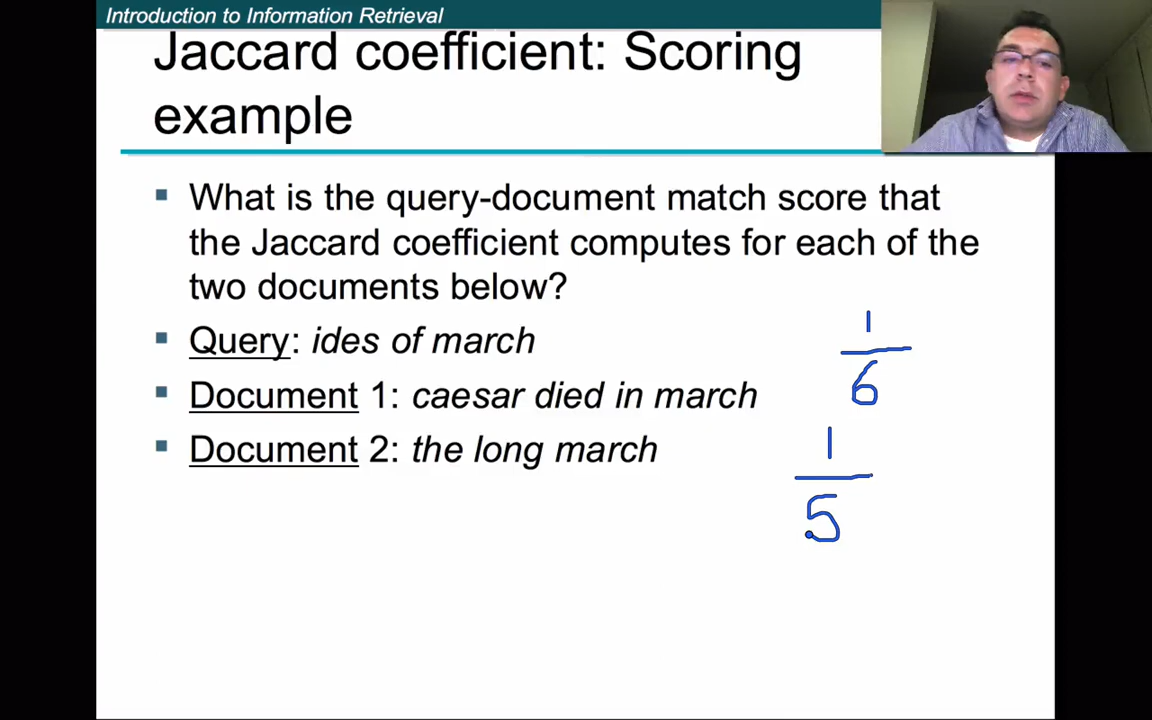 Introduction to Information Retrieval
Jaccard coefficient: Scoring
example
▪ What is the query-document match score that
the Jaccard coefficient computes for each of the
two documents below?
▪ Query: ides of march
▪ Document 1: caesar died in march
▪ Document 2: the long march
1
6
1
5